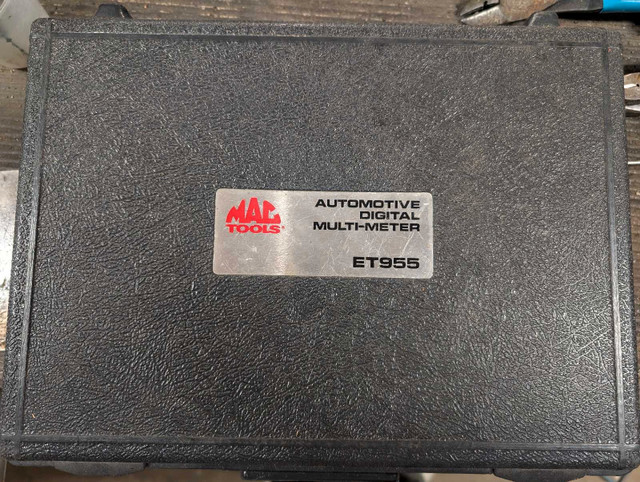 MAC
TOOLS®
AUTOMOTIVE
DIGITAL
MULTI-METER
ET955